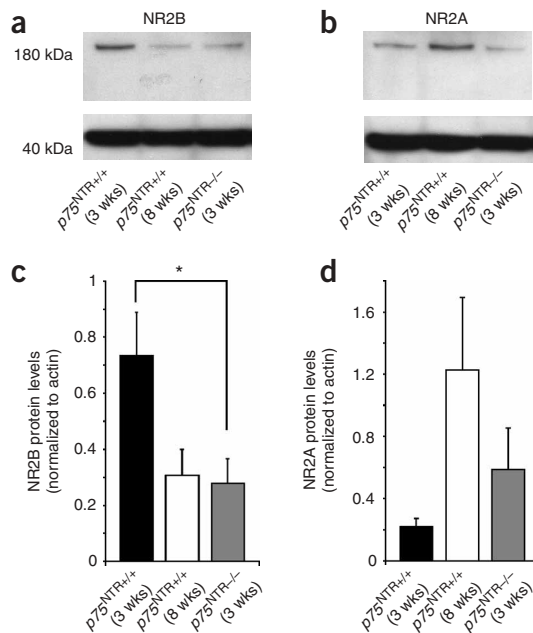 a
NR2B
180 kDa
40 kDa
p75NTR+/+
(3 wks)
p75NTR+/+
(8 wks)
p75NTR–/–
(3 wks)
b
NR2A
p75NTR+/+
(3 wks)
p75NTR+/+
(8 wks)
p75NTR–/–
(3 wks)
c
NR2B protein levels
(normalized to actin)
1
0.8
0.6
0.4
0.2
0
*
p75NTR+/+
(3 wks)
p75NTR+/+
(8 wks)
p75NTR–/–
(3 wks)
d
NR2A protein levels
(normalized to actin)
1.6
1.2
0.8
0.4
0
p75NTR+/+
(3 wks)
p75NTR+/+
(8 wks)
p75NTR–/–
(3 wks)